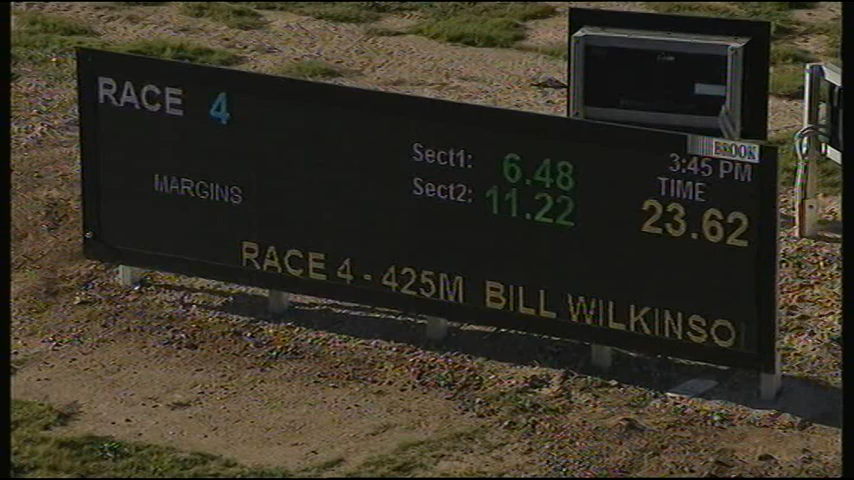 RACE 4
BROOK
Sect1: 6.48
3:45 PM
MARGINS
Sect2: 11.22
TIME
23.62
RACE 4 - 425M BILL WILKINSO